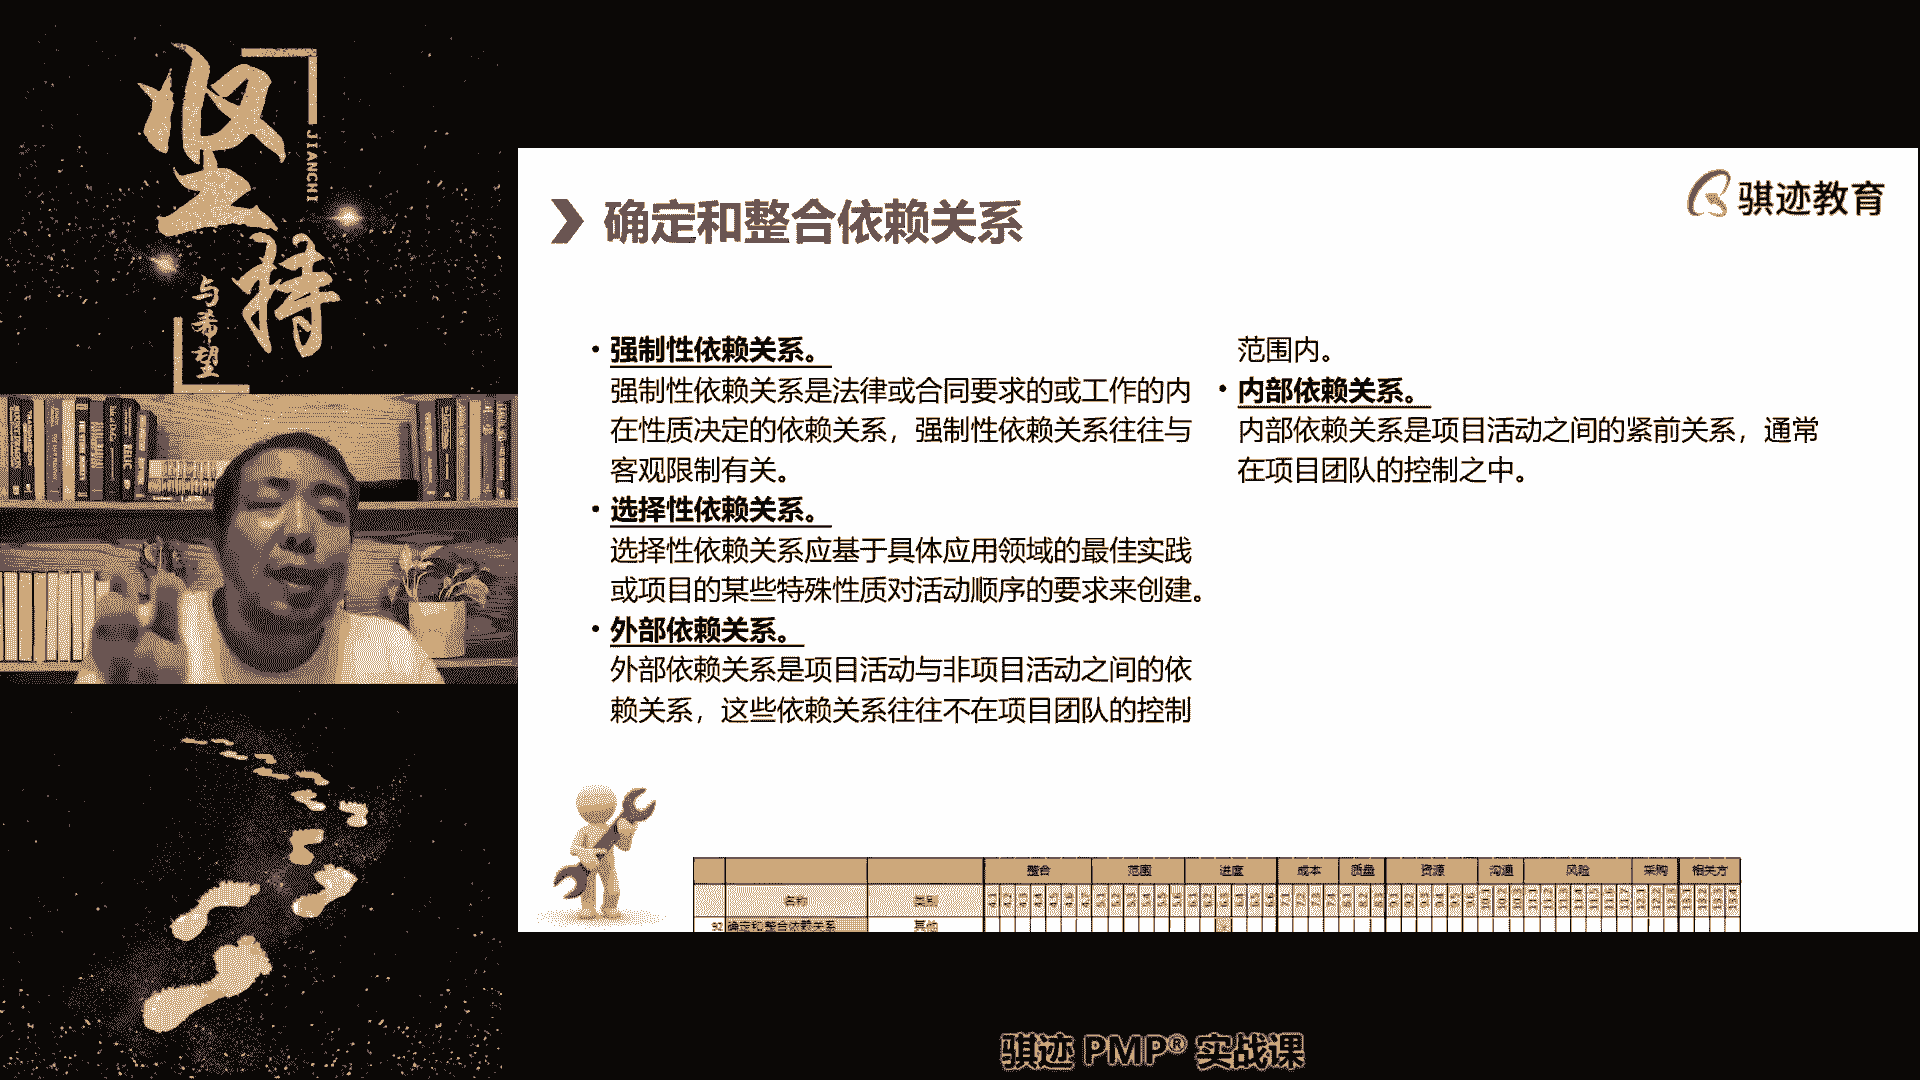 坚持
JIANCHI
与希望
骐迹教育
确定和整合依赖关系
• 强制性依赖关系。
强制性依赖关系是法律或合同要求的或工作的内
在性质决定的依赖关系，强制性依赖关系往往与
客观限制有关。
• 选择性依赖关系。
选择性依赖关系应基于具体应用领域的最佳实践
或项目的某些特殊性质对活动顺序的要求来创建。
• 外部依赖关系。
外部依赖关系是项目活动与非项目活动之间的依
赖关系，这些依赖关系往往不在项目团队的控制
范围内。
• 内部依赖关系。
内部依赖关系是项目活动之间的紧前关系，通常
在项目团队的控制之中。
整合 范围 进度 成本 质量 资源 沟通 风险 采购 相关方
名称 类别
92 确定和整合依赖关系 其他
骐迹 PMP® 实战课